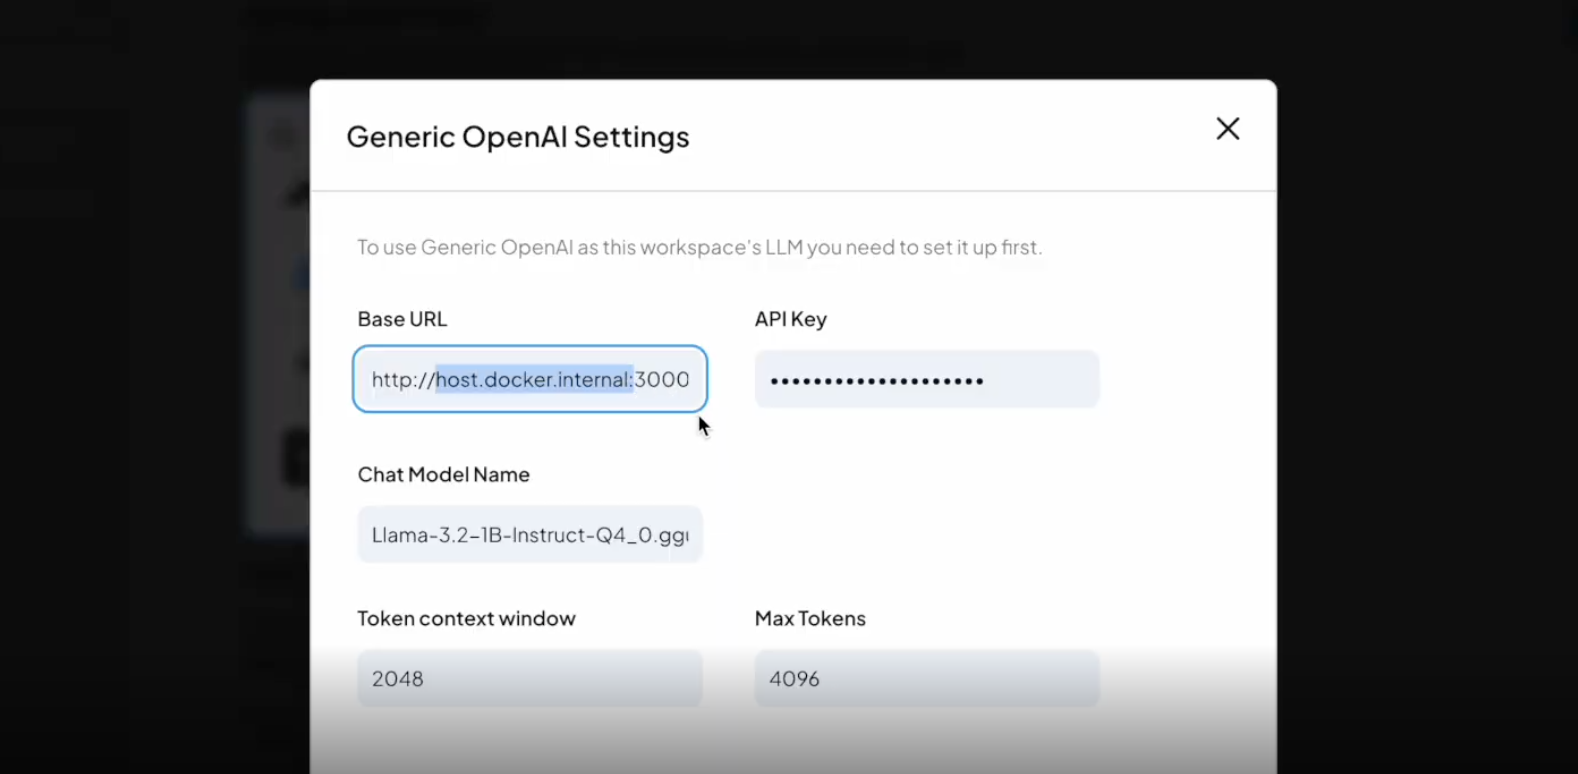 Generic OpenAI Settings
To use Generic OpenAI as this workspace's LLM you need to set it up first.
Base URL
API Key
http://host.docker.internal:3000
••••••••••••••••••••
Chat Model Name
Llama-3.2-1B-Instruct-Q4_0.ggu
Token context window
Max Tokens
2048
4096